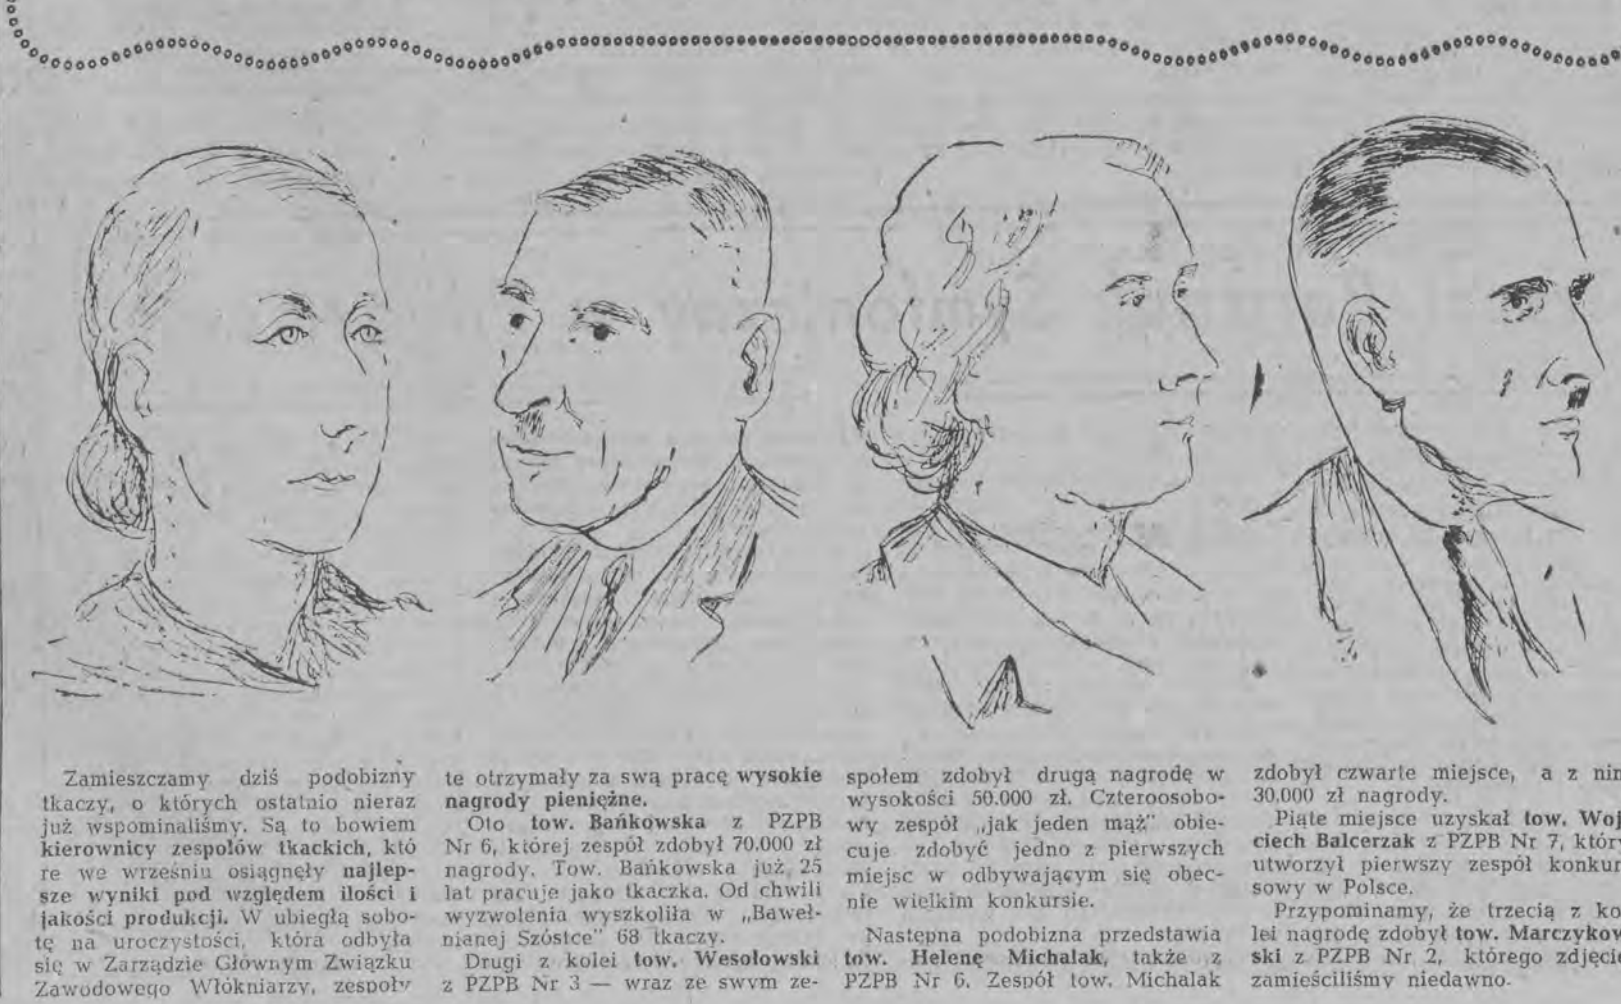 Zamieszczamy dziś podobizny
tkaczy, o których ostatnio nieraz
już wspominaliśmy. Są to bowiem
kierownicy zespołów tkackich, któ
re we wrześniu osiągnęły najlep-
sze wyniki pod względem ilości i
jakości produkcji. W ubiegłą sobo-
tę na uroczystości, która odbyła
się w Zarządzie Głównym Związku
Zawodowego Włókniarzy, zespoły
te otrzymały za swą pracę wysokie
nagrody pieniężne.
Oto tow. Bańkowska z PZPB
Nr 6, której zespół zdobył 70.000 zł
nagrody. Tow. Bańkowska już 25
lat pracuje jako tkaczka. Od chwili
wyzwolenia wyszkoliła w „Baweł-
nianej Szóstce" 68 tkaczy.
Drugi z kolei tow. Wesołowski
z PZPB Nr 3 — wraz ze swym ze-
społem zdobył drugą nagrodę w
wysokości 50.000 zł. Czteroosobo-
wy zespół „jak jeden mąż" obie-
cuje zdobyć jedno z pierwszych
miejsc w odbywającym się obec-
nie wielkim konkursie.
Następna podobizna przedstawia
tow. Helenę Michalak, także z
PZPB Nr 6. Zespół tow. Michalak
zdobył czwarte miejsce, a z nim
30.000 zł nagrody.
Piąte miejsce uzyskał tow. Woj
ciech Balcerzak z PZPB Nr 7, który
utworzył pierwszy zespół konkur
sowy w Polsce.
Przypominamy, że trzecią z ko
lei nagrodę zdobył tow. Marczykow
ski z PZPB Nr 2, którego zdjęcie
zamieściliśmy niedawno.